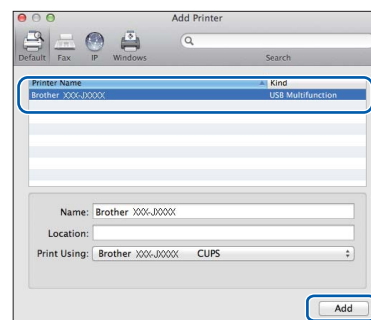 Add Printer
Default Fax IP Windows Search
Printer Name Kind
Brother XXX-JXXXX USB Multifunction
Name: Brother XXX-JXXXX
Location:
Print Using: Brother XXX-JXXXX CUPS
Add